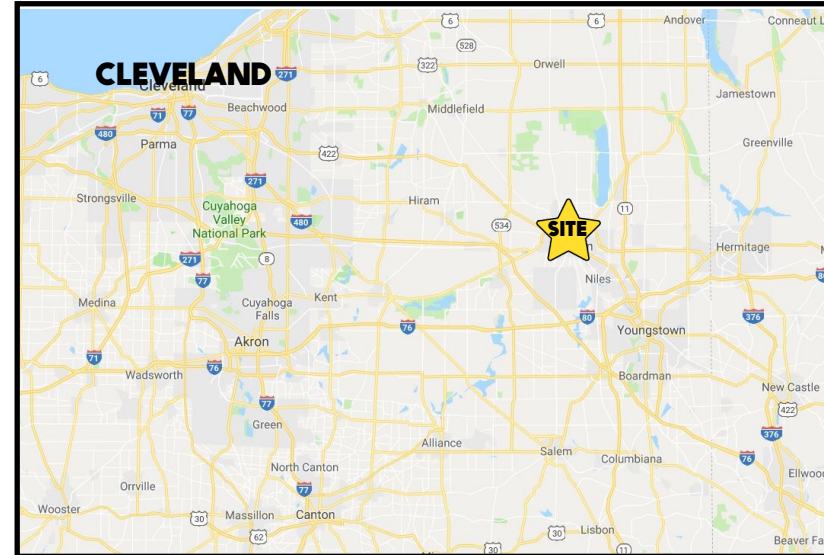 6
6
Andover
Conneaut L
528
322
Orwell
CLEVELAND
Cleveland
271
6
Jamestown
Beachwood
Middlefield
71
77
480
Parma
Greenville
422
271
Strongsville
Cuyahoga
Valley
National Park
Hiram
480
534
11
SITE
n
Hermitage
271
8
77
Niles
80
Medina
Cuyahoga
Falls
Kent
76
80
376
Youngstown
Akron
71
76
Wadsworth
Boardman
New Castle
77
422
Green
376
Alliance
Salem
Columbiana
76
North Canton
Ellwoo
77
Orrville
Wooster
30
Massillon
Canton
62
30
Lisbon
30
11
Beaver Fa